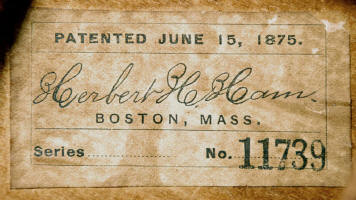 PATENTED JUNE 15, 1875.
Herbert H. Ham.
BOSTON, MASS.
Series.................. No. 11739